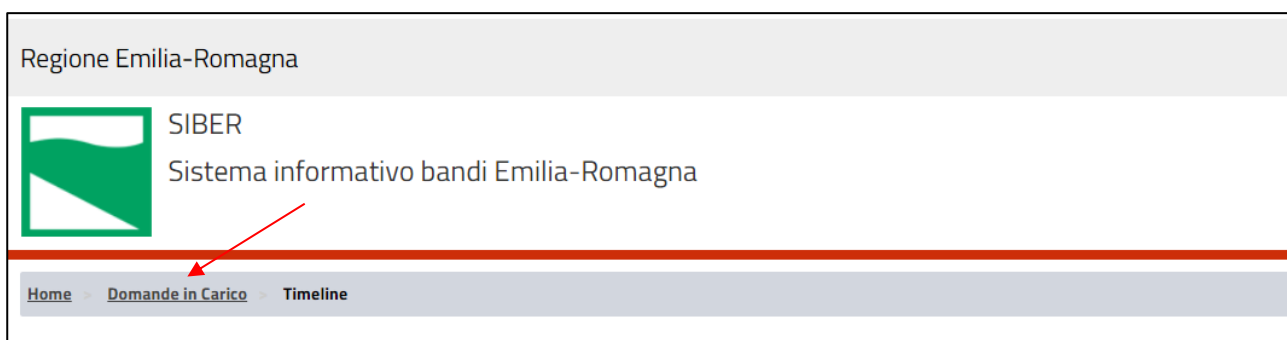 Regione Emilia-Romagna
SIBER
Sistema informativo bandi Emilia-Romagna
Home > Domande in Carico > Timeline